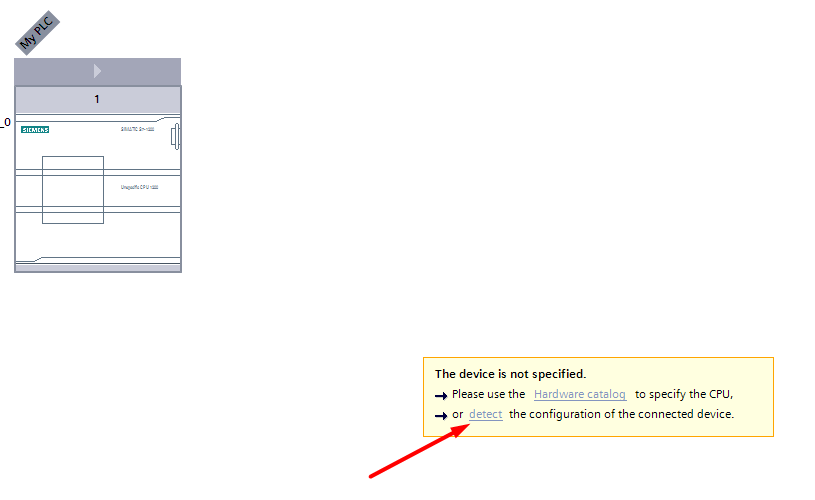 My PLC
1
_0
SIEMENS
SIMATIC S7-1200
Unspecific CPU 1200
The device is not specified.
Please use the Hardware catalog to specify the CPU,
or detect the configuration of the connected device.